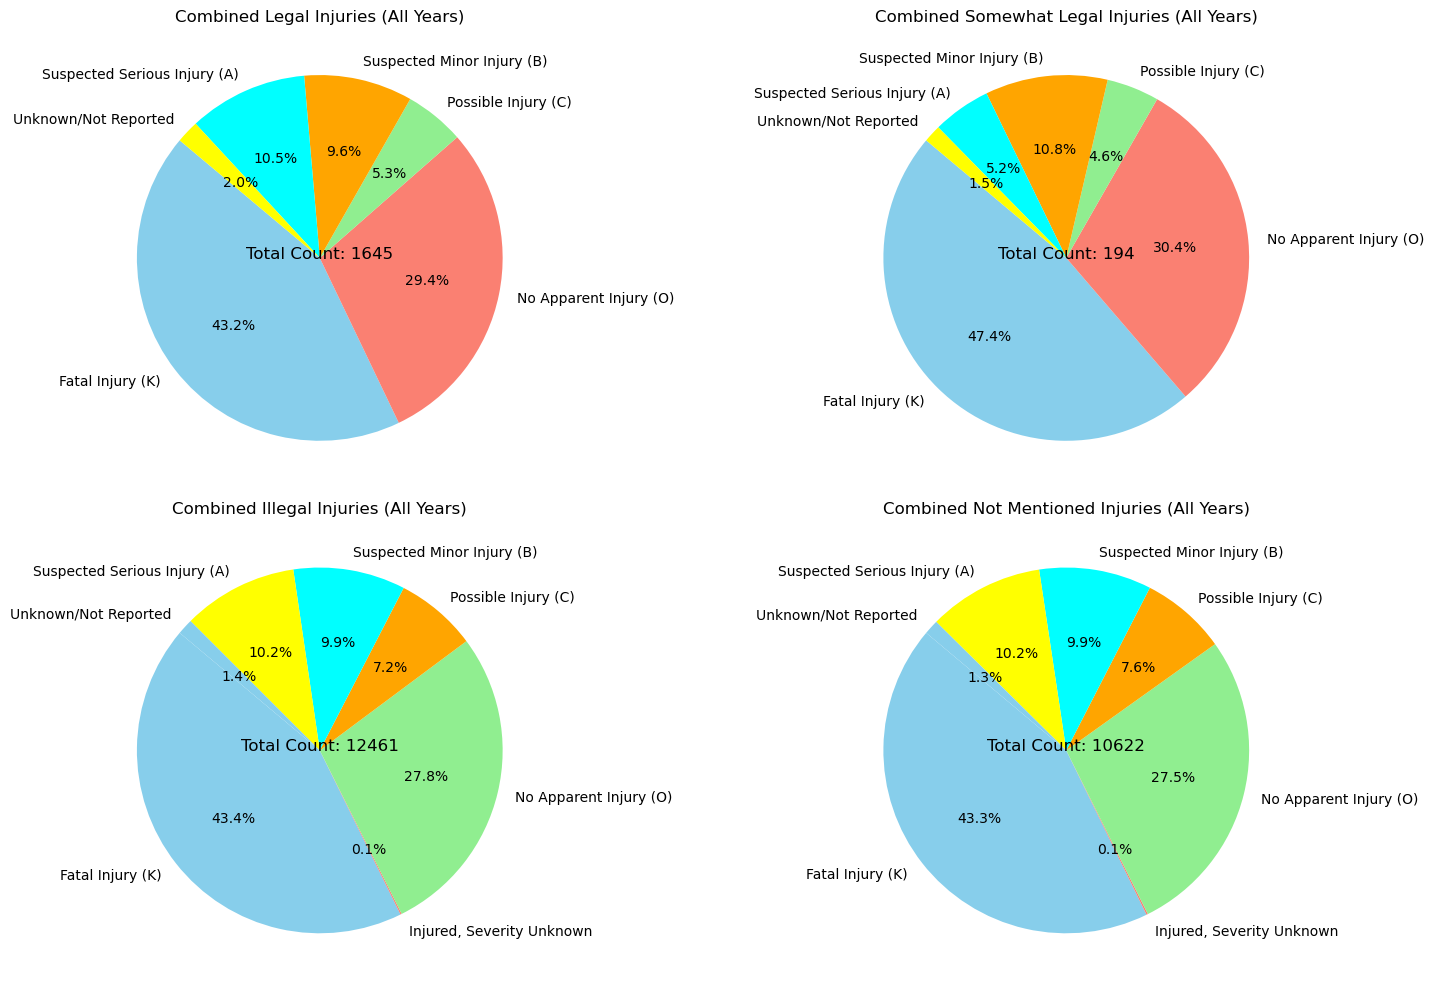 Combined Legal Injuries (All Years)
Suspected Minor Injury (B)
Suspected Serious Injury (A)
Possible Injury (C)
Unknown/Not Reported
9.6%
10.5%
5.3%
2.0%
Total Count: 1645
29.4%
No Apparent Injury (O)
43.2%
Fatal Injury (K)
Combined Somewhat Legal Injuries (All Years)
Suspected Minor Injury (B)
Possible Injury (C)
Suspected Serious Injury (A)
Unknown/Not Reported
10.8%
4.6%
5.2%
1.5%
No Apparent Injury (O)
30.4%
Total Count: 194
47.4%
Fatal Injury (K)
Combined Illegal Injuries (All Years)
Suspected Minor Injury (B)
Suspected Serious Injury (A)
Possible Injury (C)
Unknown/Not Reported
9.9%
10.2%
7.2%
1.4%
Total Count: 12461
27.8%
No Apparent Injury (O)
43.4%
0.1%
Fatal Injury (K)
Injured, Severity Unknown
Combined Not Mentioned Injuries (All Years)
Suspected Minor Injury (B)
Suspected Serious Injury (A)
Possible Injury (C)
Unknown/Not Reported
9.9%
10.2%
7.6%
1.3%
Total Count: 10622
27.5%
No Apparent Injury (O)
43.3%
0.1%
Fatal Injury (K)
Injured, Severity Unknown